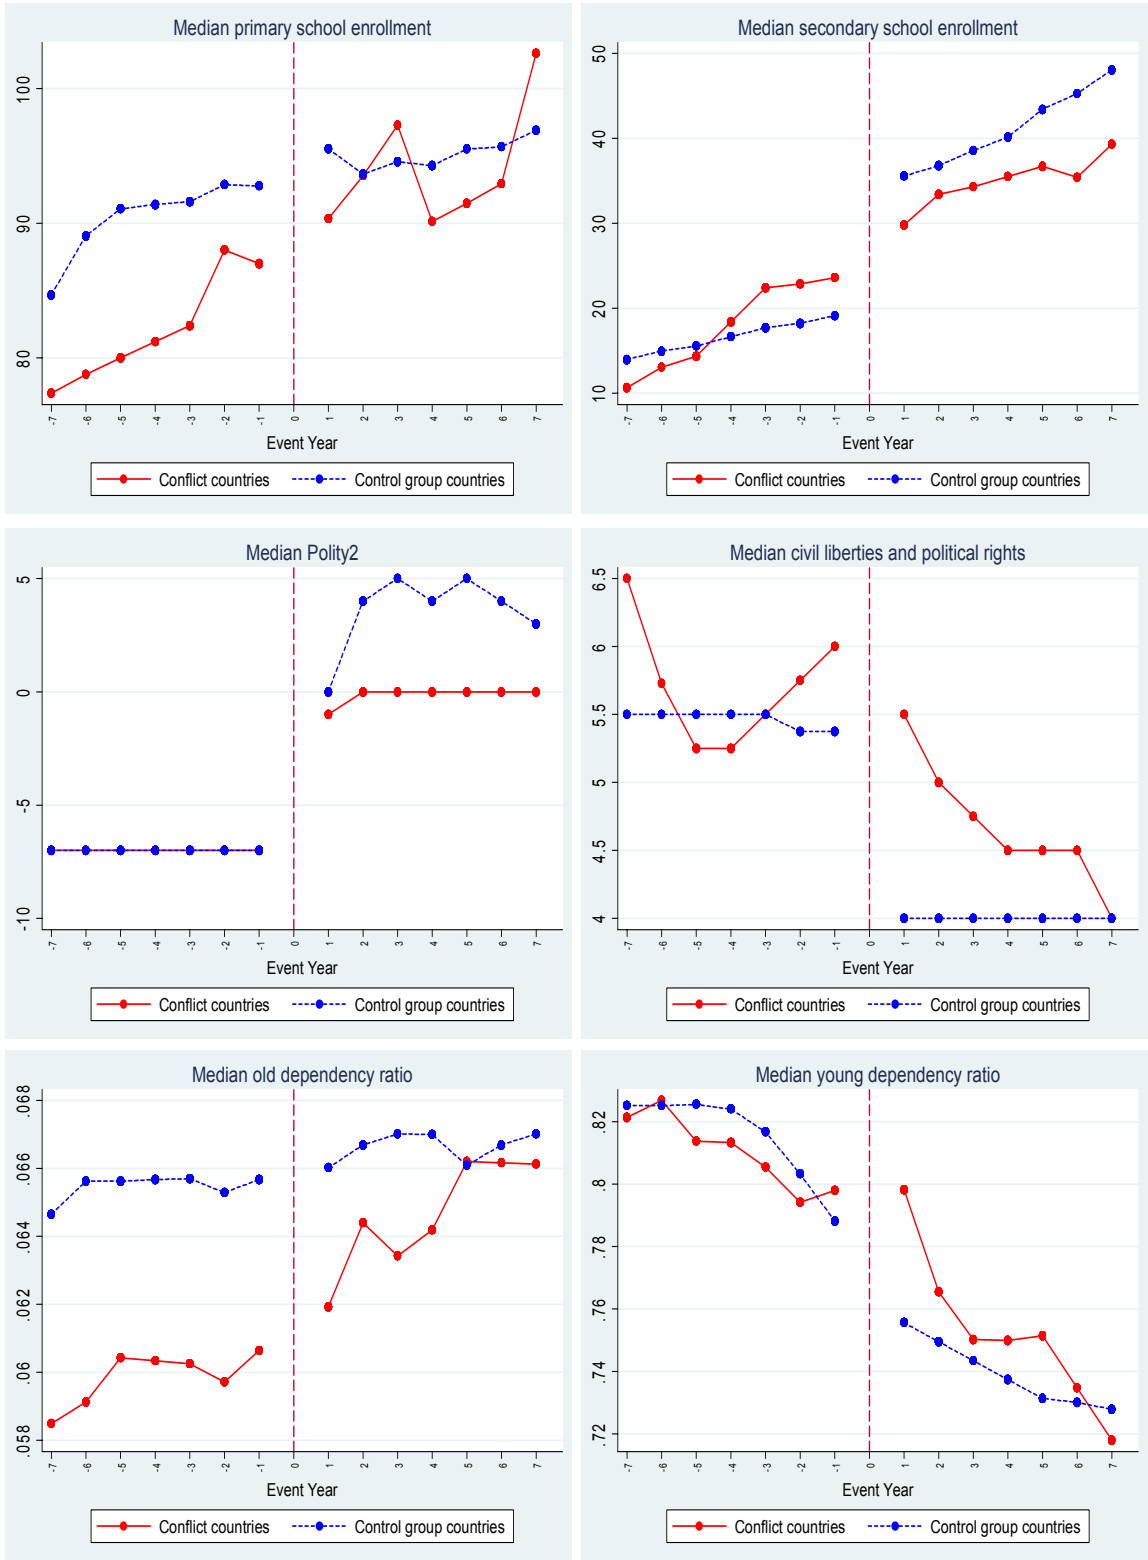 Median primary school enrollment
100
90
80
-7 -6 -5 -4 -3 -2 -1 0 1 2 3 4 5 6 7
Event Year
Conflict countries Control group countries
Median secondary school enrollment
50
40
30
20
10
-7 -6 -5 -4 -3 -2 -1 0 1 2 3 4 5 6 7
Event Year
Conflict countries Control group countries
Median Polity2
5
0
-5
-10
-7 -6 -5 -4 -3 -2 -1 0 1 2 3 4 5 6 7
Event Year
Conflict countries Control group countries
Median civil liberties and political rights
6.5
6
5.5
5
4.5
4
-7 -6 -5 -4 -3 -2 -1 0 1 2 3 4 5 6 7
Event Year
Conflict countries Control group countries
Median old dependency ratio
.068
.066
.064
.062
.06
.058
-7 -6 -5 -4 -3 -2 -1 0 1 2 3 4 5 6 7
Event Year
Conflict countries Control group countries
Median young dependency ratio
.82
.8
.78
.76
.74
.72
-7 -6 -5 -4 -3 -2 -1 0 1 2 3 4 5 6 7
Event Year
Conflict countries Control group countries